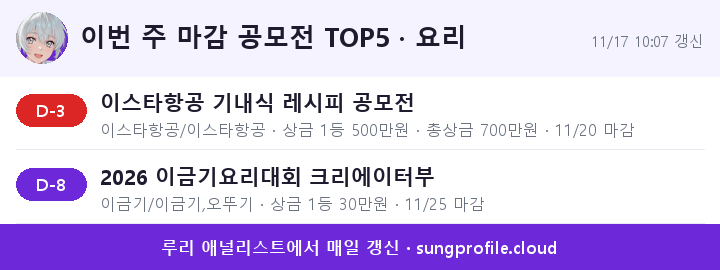 이번 주 마감 공모전 TOP5 · 요리
11/17 10:07 갱신
D-3
이스타항공 기내식 레시피 공모전
이스타항공/이스타항공 · 상금 1등 500만원 · 총상금 700만원 · 11/20 마감
D-8
2026 이금기요리대회 크리에이터부
이금기/이금기,오뚜기 · 상금 1등 30만원 · 11/25 마감
루리 애널리스트에서 매일 갱신 · sungprofile.cloud